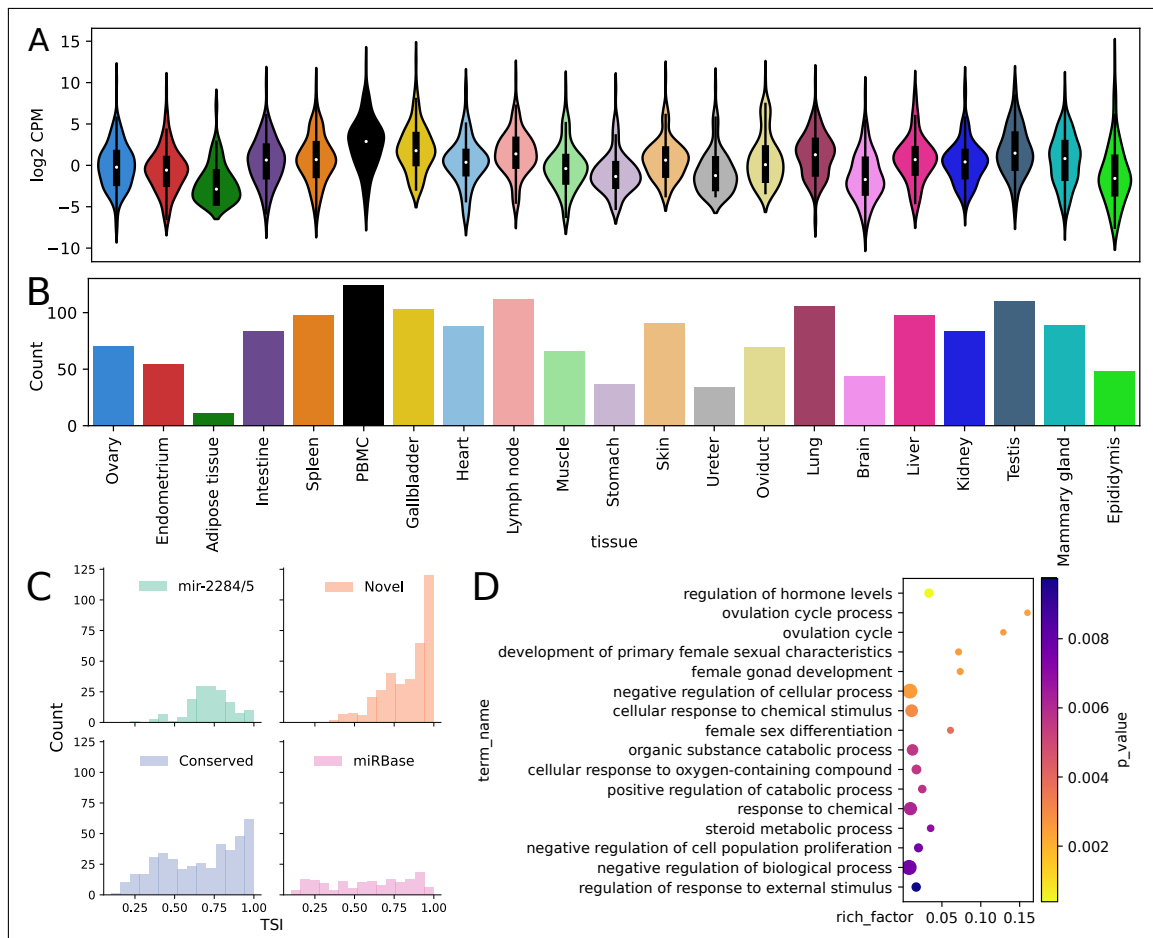 A
15
10
5
0
−5
−10
log2 CPM
B
100
50
0
Count
Ovary
Endometrium
Adipose tissue
Intestine
Spleen
PBMC
Gallbladder
Heart
Lymph node
Muscle
Stomach
Skin
Ureter
Oviduct
Lung
Brain
Liver
Kidney
Testis
Mammary gland
Epididymis
tissue
C
125
100
75
50
25
0
mir-2284/5
Novel
Count
125
100
75
50
25
0
Conserved
miRBase
0.25 0.50 0.75 1.00
0.25 0.50 0.75 1.00
TSI
D
term_name
regulation of hormone levels
ovulation cycle process
ovulation cycle
development of primary female sexual characteristics
female gonad development
negative regulation of cellular process
cellular response to chemical stimulus
female sex differentiation
organic substance catabolic process
cellular response to oxygen-containing compound
positive regulation of catabolic process
response to chemical
steroid metabolic process
negative regulation of cell population proliferation
negative regulation of biological process
regulation of response to external stimulus
rich_factor 0.05 0.10 0.15
0.008
0.006
0.004
0.002
p_value